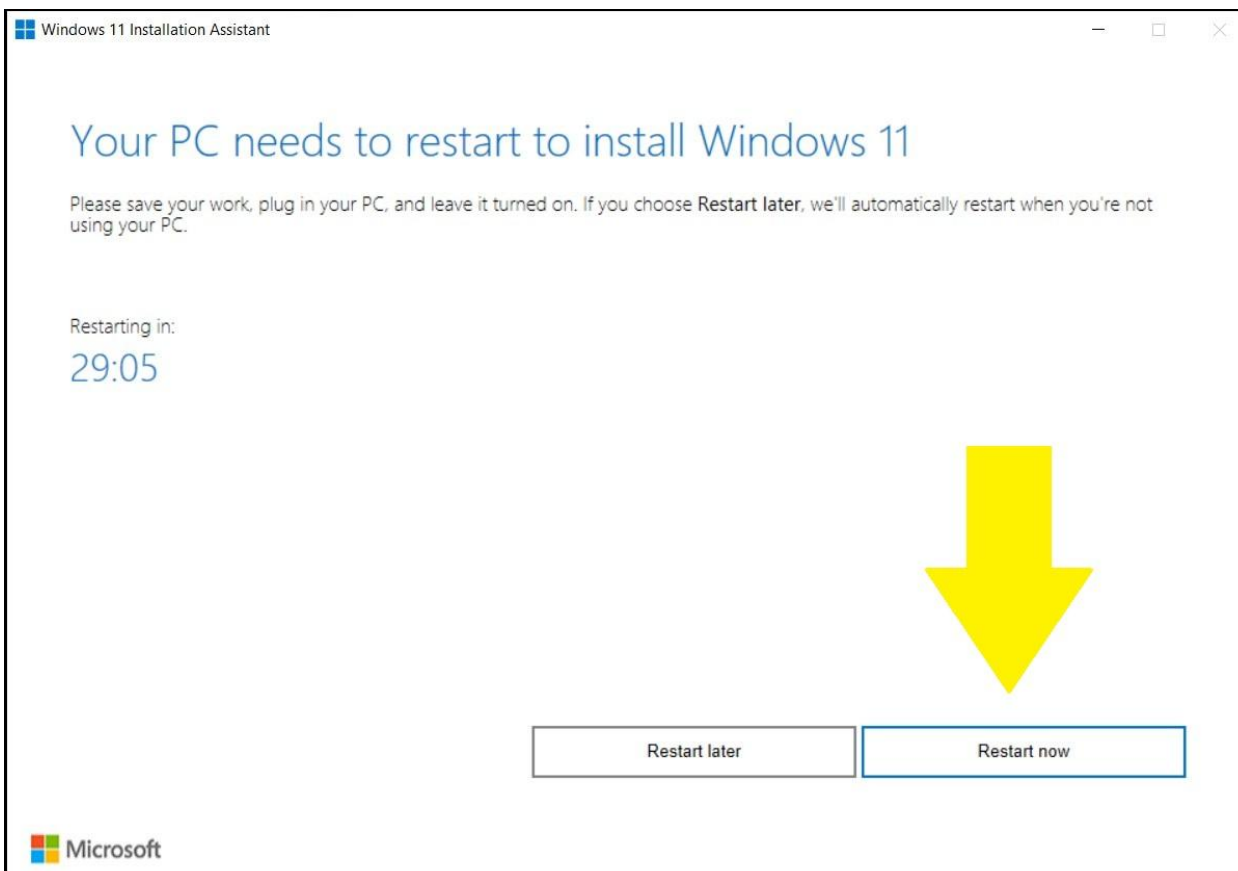 Windows 11 Installation Assistant
Your PC needs to restart to install Windows 11
Please save your work, plug in your PC, and leave it turned on. If you choose Restart later, we'll automatically restart when you're not
using your PC.
Restarting in:
29:05
Restart later
Restart now
Microsoft